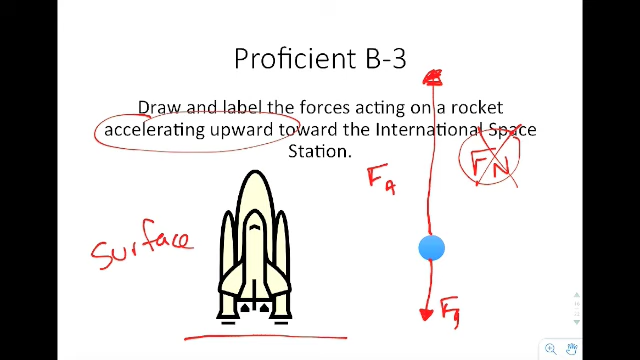 Proficient B-3
Draw and label the forces acting on a rocket
accelerating upward toward the International Space
Station.
FA
FN
surface
Fg